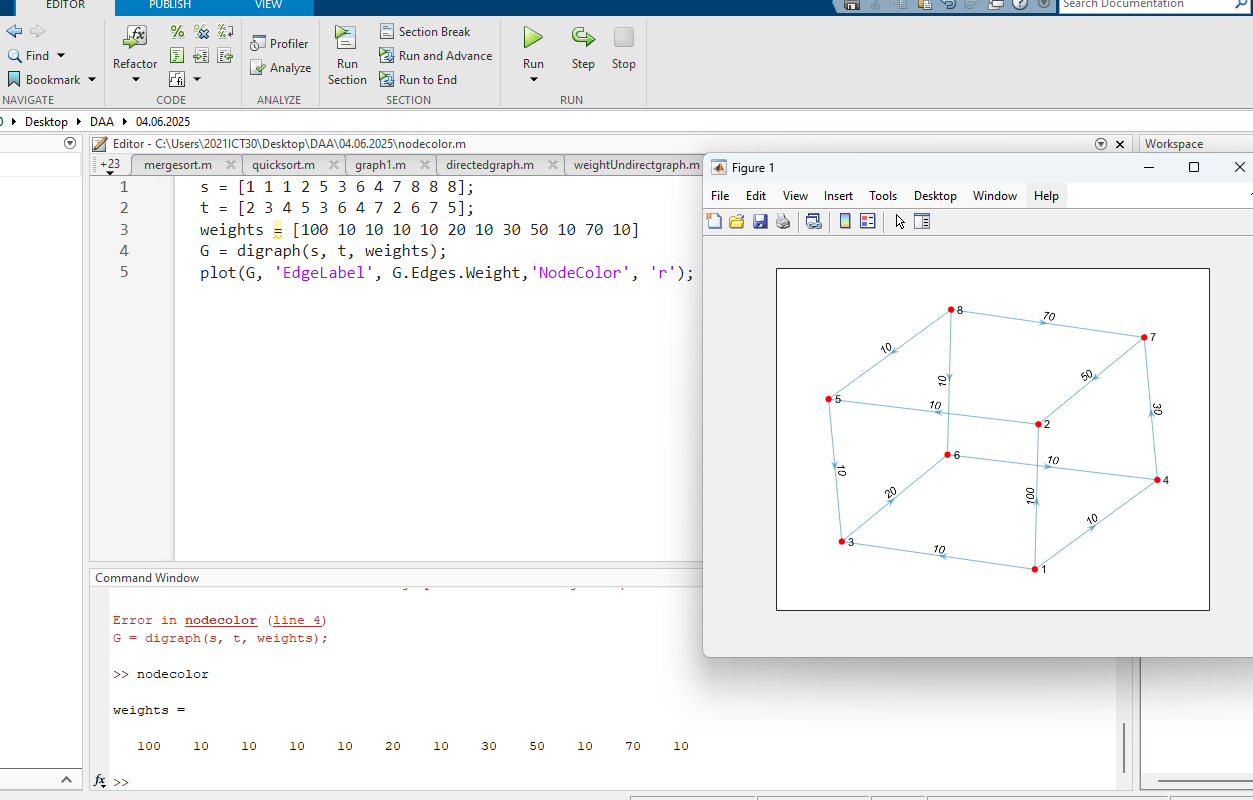 EDITOR PUBLISH VIEW
Search Documentation
Find
Bookmark
NAVIGATE
Refactor
CODE
Profiler
Analyze
ANALYZE
Run Section
Section Break
Run and Advance
Run to End
SECTION
Run
Step
Stop
RUN
Desktop DAA 04.06.2025
Editor - C:\Users\2021ICT30\Desktop\DAA\04.06.2025\nodecolor.m
Workspace
+23 mergesort.m quicksort.m graph1.m directedgraph.m weightUndirectgraph.m
1 s = [1 1 1 2 5 3 6 4 7 8 8 8];
2 t = [2 3 4 5 3 6 4 7 2 6 7 5];
3 weights = [100 10 10 10 10 20 10 30 50 10 70 10]
4 G = digraph(s, t, weights);
5 plot(G, 'EdgeLabel', G.Edges.Weight,'NodeColor', 'r');
Figure 1
File Edit View Insert Tools Desktop Window Help
8
70
7
10
10
50
5
10
30
2
6
10
4
10
20
100
10
3
10
1
Command Window
Error in nodecolor (line 4)
G = digraph(s, t, weights);
>> nodecolor
weights =
100 10 10 10 10 20 10 30 50 10 70 10
fx >>